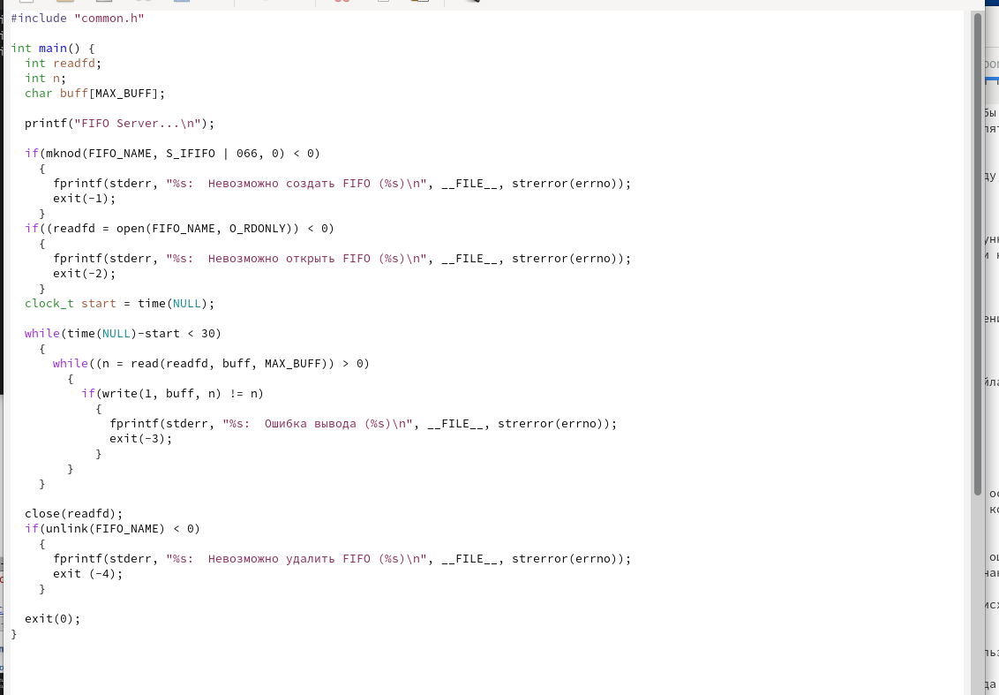 #include "common.h"
int main() {
int readfd;
int n;
char buff[MAX_BUFF];
printf("FIFO Server...\n");
if(mknod(FIFO_NAME, S_IFIFO | 066, 0) < 0)
{
fprintf(stderr, "%s:  Невозможно создать FIFO (%s)\n", __FILE__, strerror(errno));
exit(-1);
}
if((readfd = open(FIFO_NAME, O_RDONLY)) < 0)
{
fprintf(stderr, "%s:  Невозможно открыть FIFO (%s)\n", __FILE__, strerror(errno));
exit(-2);
}
clock_t start = time(NULL);
while(time(NULL)-start < 30)
{
while((n = read(readfd, buff, MAX_BUFF)) > 0)
{
if(write(1, buff, n) != n)
{
fprintf(stderr, "%s:  Ошибка вывода (%s)\n", __FILE__, strerror(errno));
exit(-3);
}
}
}
close(readfd);
if(unlink(FIFO_NAME) < 0)
{
fprintf(stderr, "%s:  Невозможно удалить FIFO (%s)\n", __FILE__, strerror(errno));
exit (-4);
}
exit(0);
}